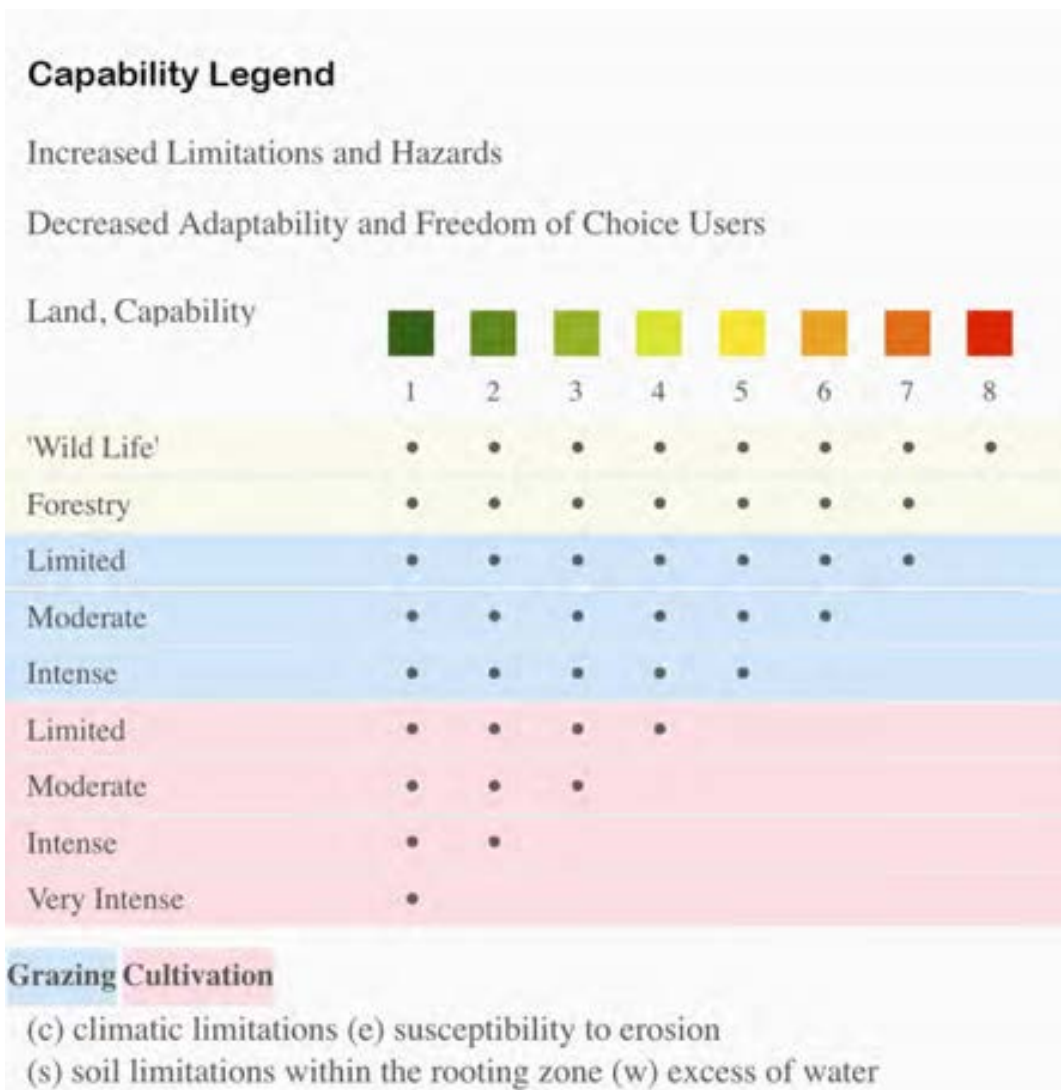 Capability Legend
Increased Limitations and Hazards
Decreased Adaptability and Freedom of Choice Users
Land, Capability
1 2 3 4 5 6 7 8
'Wild Life' • • • • • • • •
Forestry • • • • • • •
Limited • • • • • • •
Moderate • • • • • •
Intense • • • • •
Limited • • • •
Moderate • • •
Intense • •
Very Intense •
Grazing Cultivation
(c) climatic limitations (e) susceptibility to erosion
(s) soil limitations within the rooting zone (w) excess of water